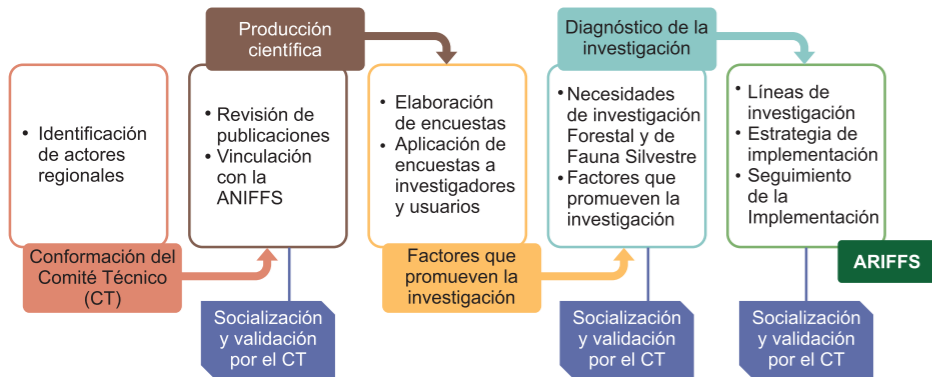 • Identificación
de actores
regionales
Conformación del
Comité Técnico
(CT)
Producción
científica
• Revisión de
publicaciones
• Vinculación
con la
ANIFFS
Socialización
y validación
por el CT
• Elaboración
de encuestas
• Aplicación de
encuestas a
investigadores
y usuarios
Factores que
promueven la
investigación
Diagnóstico de la
investigación
• Necesidades
de investigación
Forestal y de
Fauna Silvestre
• Factores que
promueven la
investigación
Socialización
y validación
por el CT
• Líneas de
investigación
• Estrategia de
implementación
• Seguimiento
de la
Implementación
ARIFFS
Socialización
y validación
por el CT